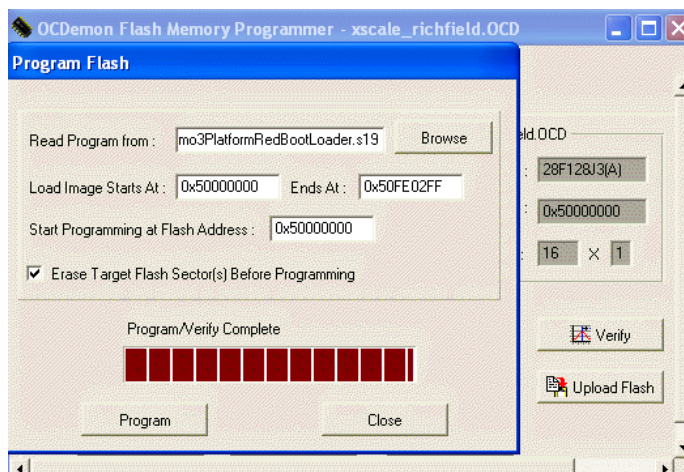 OCDemon Flash Memory Programmer - xscale_richfield.OCD
Program Flash
Read Program from : mo3PlatformRedBootLoader.s19 Browse
eld.OCD
Load Image Starts At : 0x50000000 Ends At : 0x50FE02FF
: 28F128J3(A)
Start Programming at Flash Address : 0x50000000
: 0x50000000
: 16 X 1
Erase Target Flash Sector(s) Before Programming
Program/Verify Complete
Verify
Upload Flash
Program Close